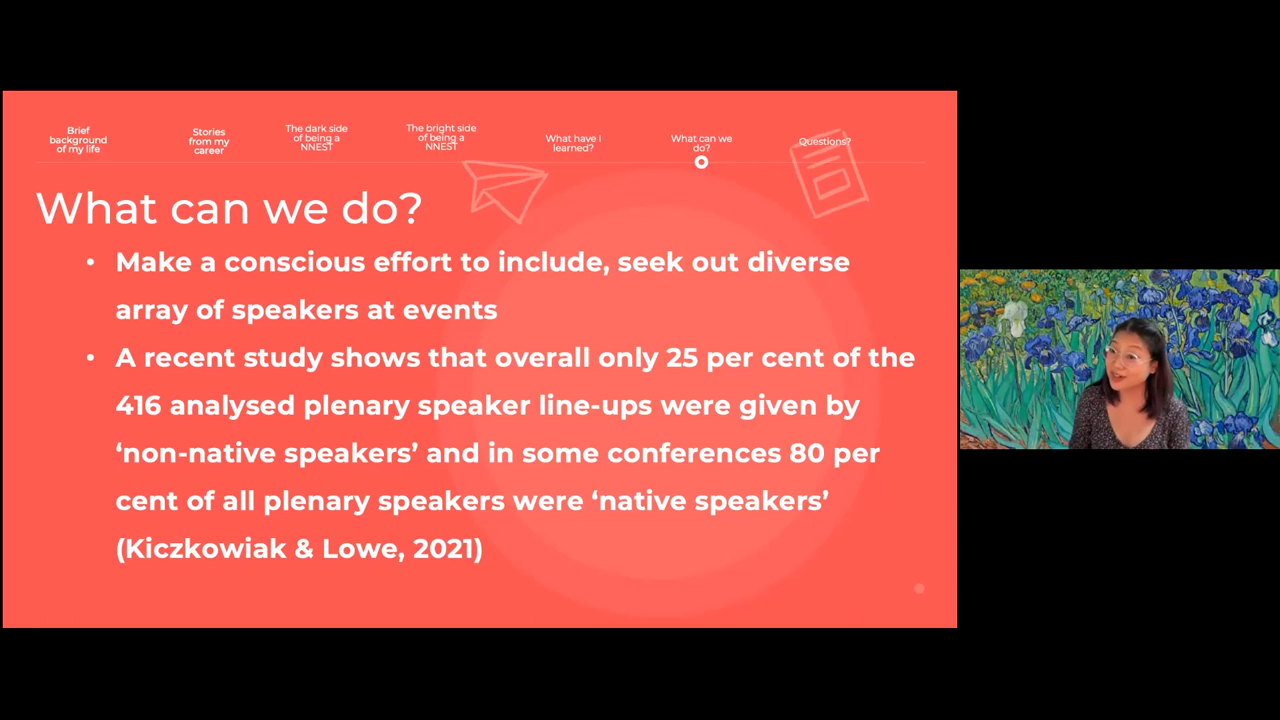 Brief
background
of my life
Stories
from my
career
The dark side
of being a
NNEST
The bright side
of being a
NNEST
What have I
learned?
What can we
do?
Questions?
What can we do?
• Make a conscious effort to include, seek out diverse
array of speakers at events
• A recent study shows that overall only 25 per cent of the
416 analysed plenary speaker line-ups were given by
‘non-native speakers’ and in some conferences 80 per
cent of all plenary speakers were ‘native speakers’
(Kiczkowiak & Lowe, 2021)